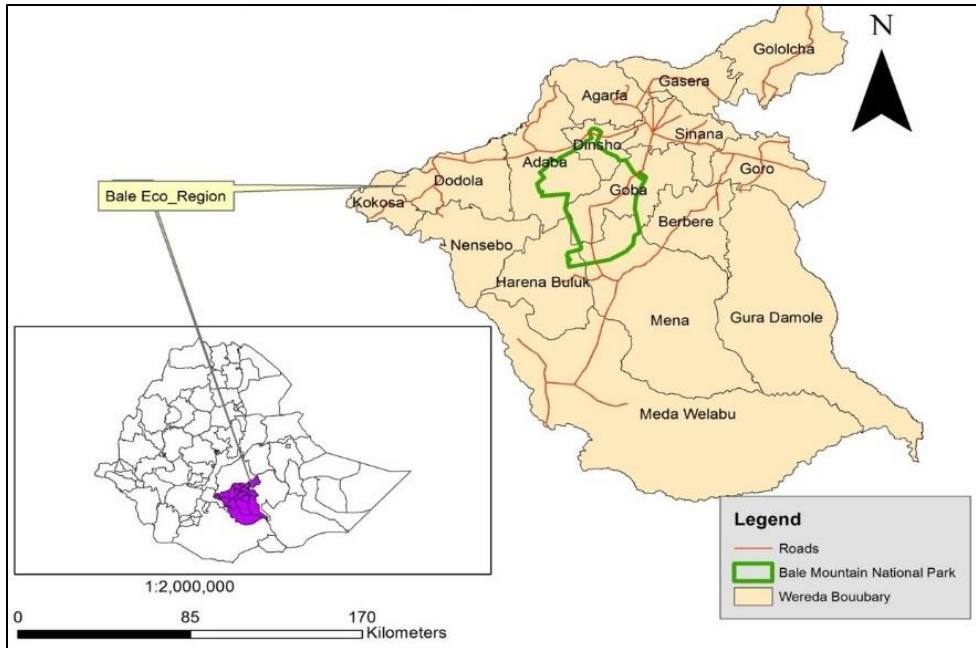 N
Gololcha
Gasera
Agarfa
Sinana
Dinsho
Adaba
Goro
Dodola
Goba
Bale Eco_Region
Kokosa
Berbere
Nensebo
Harena Buluk
Mena
Gura Damole
Meda Welabu
Legend
Roads
Bale Mountain National Park
Wereda Bouubary
1:2,000,000
0 85 170
Kilometers